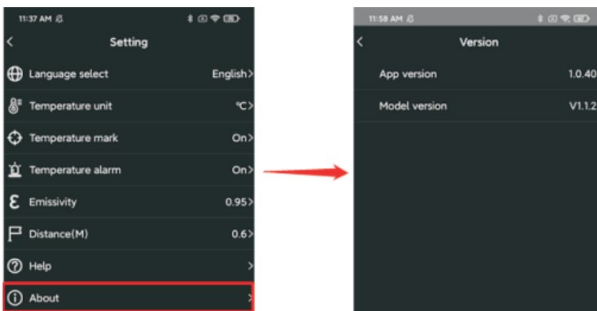 11:37 AM
Setting
Language select English>
Temperature unit °C>
Temperature mark On>
Temperature alarm On>
Emissivity 0.95>
Distance(M) 0.6>
Help >
About >
11:58 AM
Version
App version 1.0.40
Model version V1.1.2